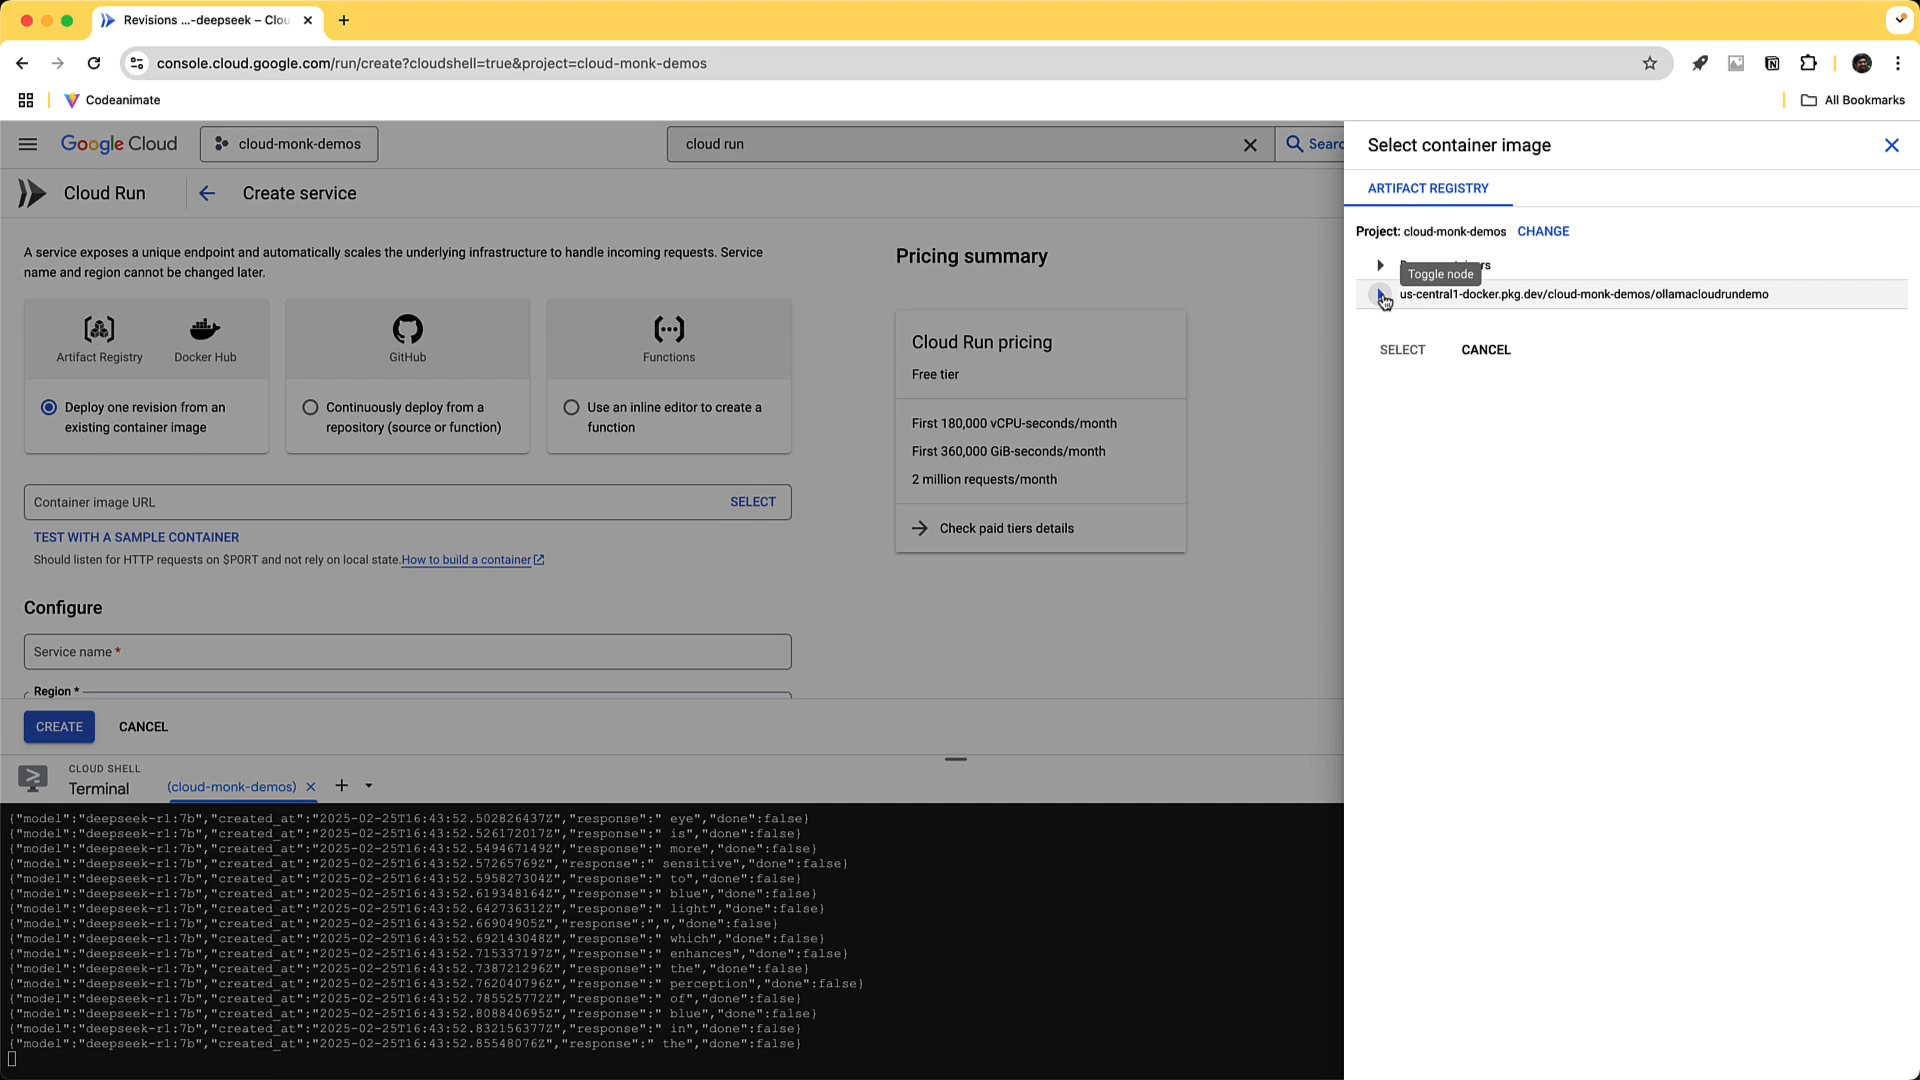 Revisions ...-deepseek – Clou
console.cloud.google.com/run/create?cloudshell=true&project=cloud-monk-demos
Codeanimate
All Bookmarks
Google Cloud
cloud-monk-demos
cloud run
Searc
Cloud Run
Create service
A service exposes a unique endpoint and automatically scales the underlying infrastructure to handle incoming requests. Service
name and region cannot be changed later.
Artifact Registry
Docker Hub
GitHub
Functions
Deploy one revision from an
existing container image
Continuously deploy from a
repository (source or function)
Use an inline editor to create a
function
Container image URL
SELECT
TEST WITH A SAMPLE CONTAINER
Should listen for HTTP requests on $PORT and not rely on local state. How to build a container
Configure
Service name *
Region *
CREATE
CANCEL
Pricing summary
Cloud Run pricing
Free tier
First 180,000 vCPU-seconds/month
First 360,000 GiB-seconds/month
2 million requests/month
Check paid tiers details
Select container image
ARTIFACT REGISTRY
Project: cloud-monk-demos CHANGE
Toggle node
us-central1-docker.pkg.dev/cloud-monk-demos/ollamacloudrundemo
SELECT
CANCEL
CLOUD SHELL
Terminal
(cloud-monk-demos)
{"model":"deepseek-r1:7b","created_at":"2025-02-25T16:43:52.502826437Z","response":" eye","done":false}
{"model":"deepseek-r1:7b","created_at":"2025-02-25T16:43:52.526172017Z","response":" is","done":false}
{"model":"deepseek-r1:7b","created_at":"2025-02-25T16:43:52.549467149Z","response":" more","done":false}
{"model":"deepseek-r1:7b","created_at":"2025-02-25T16:43:52.57265769Z","response":" sensitive","done":false}
{"model":"deepseek-r1:7b","created_at":"2025-02-25T16:43:52.595827304Z","response":" to","done":false}
{"model":"deepseek-r1:7b","created_at":"2025-02-25T16:43:52.619348164Z","response":" blue","done":false}
{"model":"deepseek-r1:7b","created_at":"2025-02-25T16:43:52.642736312Z","response":" light","done":false}
{"model":"deepseek-r1:7b","created_at":"2025-02-25T16:43:52.66904905Z","response":",","done":false}
{"model":"deepseek-r1:7b","created_at":"2025-02-25T16:43:52.692143048Z","response":" which","done":false}
{"model":"deepseek-r1:7b","created_at":"2025-02-25T16:43:52.715337197Z","response":" enhances","done":false}
{"model":"deepseek-r1:7b","created_at":"2025-02-25T16:43:52.738721296Z","response":" the","done":false}
{"model":"deepseek-r1:7b","created_at":"2025-02-25T16:43:52.762040796Z","response":" perception","done":false}
{"model":"deepseek-r1:7b","created_at":"2025-02-25T16:43:52.785525772Z","response":" of","done":false}
{"model":"deepseek-r1:7b","created_at":"2025-02-25T16:43:52.808840695Z","response":" blue","done":false}
{"model":"deepseek-r1:7b","created_at":"2025-02-25T16:43:52.832156377Z","response":" in","done":false}
{"model":"deepseek-r1:7b","created_at":"2025-02-25T16:43:52.85548076Z","response":" the","done":false}